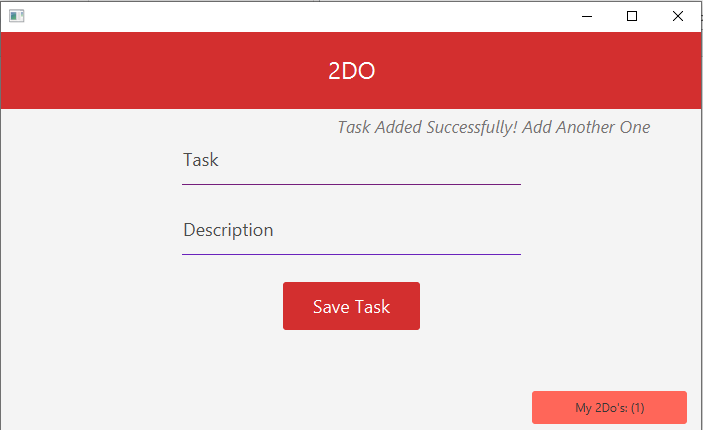 2DO
Task Added Successfully! Add Another One
Task
Description
Save Task
My 2Do's: (1)